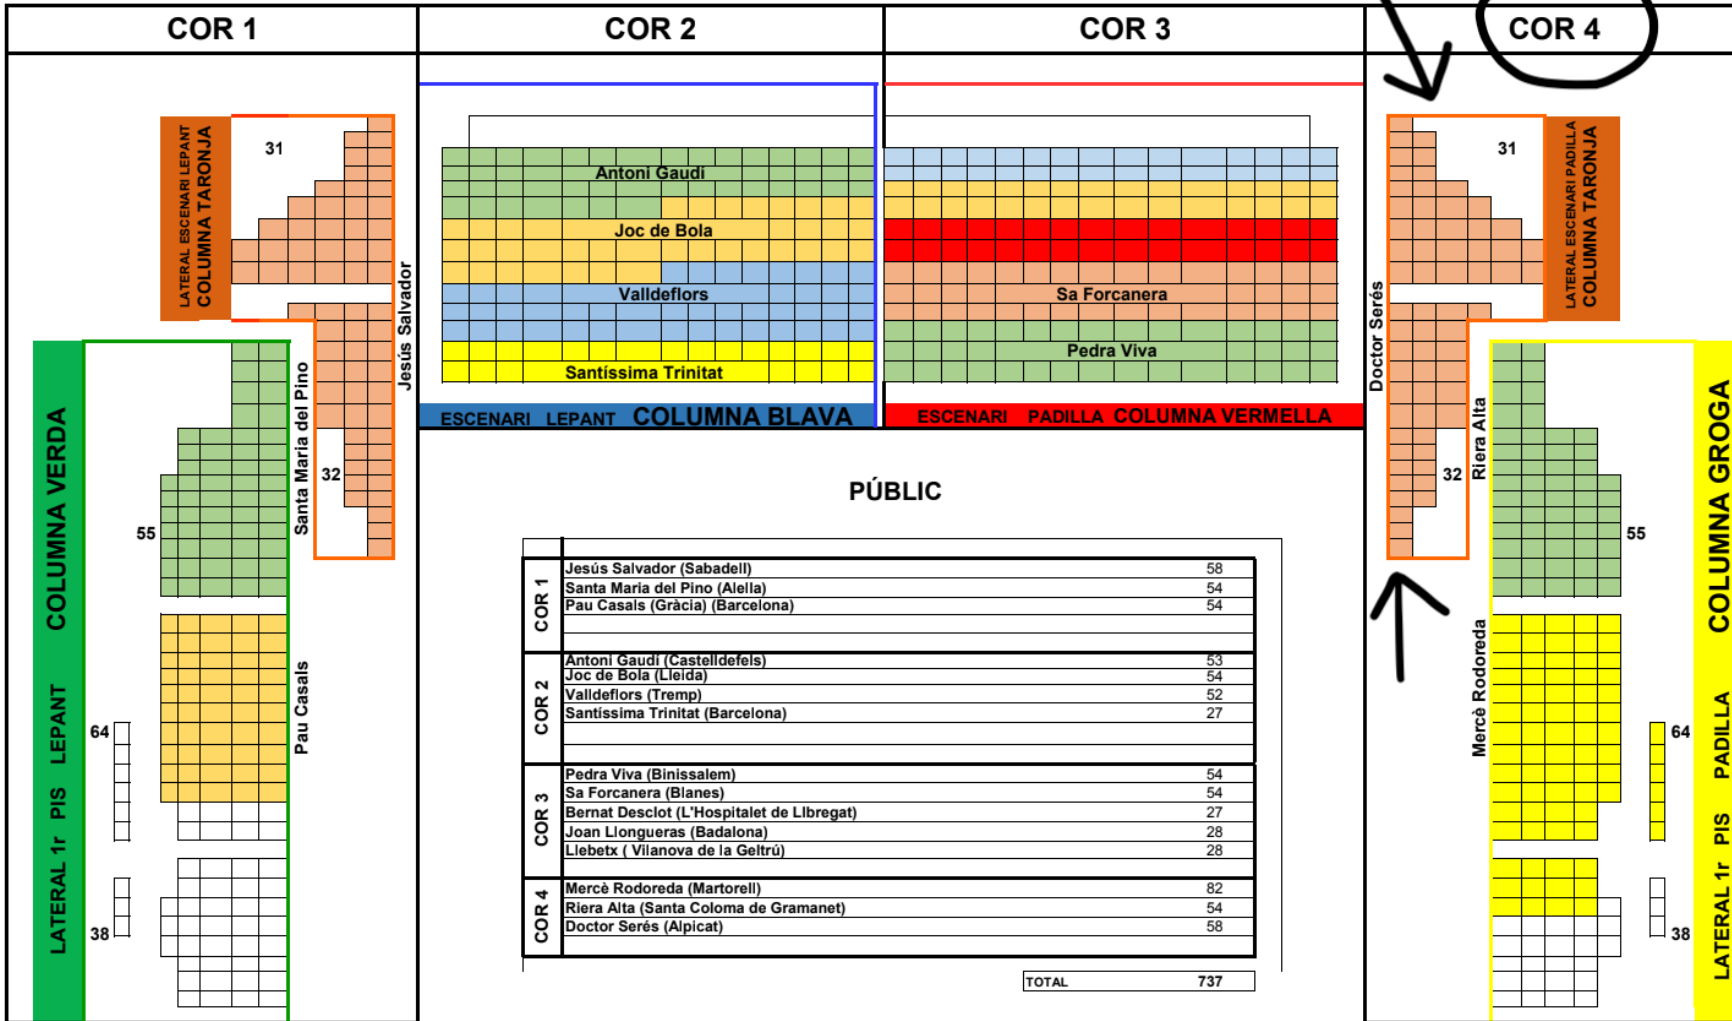 COR 1
COR 2
COR 3
COR 4
LATERAL ESCENARI LEPANT
COLUMNA TARONJA
31
Jesús Salvador
32
COLUMNA VERDA
LATERAL 1r PIS LEPANT
55
Santa Maria del Pino
Pau Casals
64
38
Antoni Gaudí
Joc de Bola
Valldeflors
Santíssima Trinitat
ESCENARI LEPANT COLUMNA BLAVA
Sa Forcanera
Pedra Viva
ESCENARI PADILLA COLUMNA VERMELLA
PÚBLIC
COR 1
Jesús Salvador (Sabadell) 58
Santa Maria del Pino (Alella) 54
Pau Casals (Gràcia) (Barcelona) 54
COR 2
Antoni Gaudí (Castelldefels) 53
Joc de Bola (Lleida) 54
Valldeflors (Tremp) 52
Santíssima Trinitat (Barcelona) 27
COR 3
Pedra Viva (Binissalem) 54
Sa Forcanera (Blanes) 54
Bernat Desclot (L'Hospitalet de Llbregat) 27
Joan Llongueras (Badalona) 28
Llebetx ( Vilanova de la Geltrú) 28
COR 4
Mercè Rodoreda (Martorell) 82
Riera Alta (Santa Coloma de Gramanet) 54
Doctor Serés (Alpicat) 58
TOTAL 737
31
LATERAL ESCENARI PADILLA
COLUMNA TARONJA
Doctor Serés
32
Riera Alta
55
Mercè Rodoreda
64
38
COLUMNA GROGA
LATERAL 1r PIS PADILLA